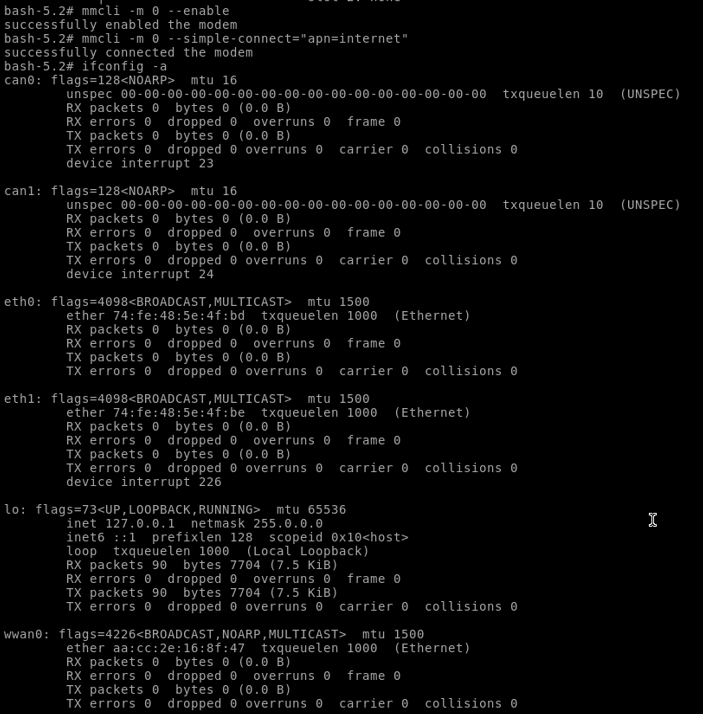 bash-5.2# mmcli -m 0 --enable
successfully enabled the modem
bash-5.2# mmcli -m 0 --simple-connect="apn=internet"
successfully connected the modem
bash-5.2# ifconfig -a
can0: flags=128<NOARP>  mtu 16
        unspec 00-00-00-00-00-00-00-00-00-00-00-00-00-00-00-00  txqueuelen 10  (UNSPEC)
        RX packets 0  bytes 0 (0.0 B)
        RX errors 0  dropped 0  overruns 0  frame 0
        TX packets 0  bytes 0 (0.0 B)
        TX errors 0  dropped 0 overruns 0  carrier 0  collisions 0
        device interrupt 23

can1: flags=128<NOARP>  mtu 16
        unspec 00-00-00-00-00-00-00-00-00-00-00-00-00-00-00-00  txqueuelen 10  (UNSPEC)
        RX packets 0  bytes 0 (0.0 B)
        RX errors 0  dropped 0  overruns 0  frame 0
        TX packets 0  bytes 0 (0.0 B)
        TX errors 0  dropped 0 overruns 0  carrier 0  collisions 0
        device interrupt 24

eth0: flags=4098<BROADCAST,MULTICAST>  mtu 1500
        ether 74:fe:48:5e:4f:bd  txqueuelen 1000  (Ethernet)
        RX packets 0  bytes 0 (0.0 B)
        RX errors 0  dropped 0  overruns 0  frame 0
        TX packets 0  bytes 0 (0.0 B)
        TX errors 0  dropped 0 overruns 0  carrier 0  collisions 0

eth1: flags=4098<BROADCAST,MULTICAST>  mtu 1500
        ether 74:fe:48:5e:4f:be  txqueuelen 1000  (Ethernet)
        RX packets 0  bytes 0 (0.0 B)
        RX errors 0  dropped 0  overruns 0  frame 0
        TX packets 0  bytes 0 (0.0 B)
        TX errors 0  dropped 0 overruns 0  carrier 0  collisions 0
        device interrupt 226

lo: flags=73<UP,LOOPBACK,RUNNING>  mtu 65536
        inet 127.0.0.1  netmask 255.0.0.0
        inet6 ::1  prefixlen 128  scopeid 0x10<host>
        loop  txqueuelen 1000  (Local Loopback)
        RX packets 90  bytes 7704 (7.5 KiB)
        RX errors 0  dropped 0  overruns 0  frame 0
        TX packets 90  bytes 7704 (7.5 KiB)
        TX errors 0  dropped 0 overruns 0  carrier 0  collisions 0

wwan0: flags=4226<BROADCAST,NOARP,MULTICAST>  mtu 1500
        ether aa:cc:2e:16:8f:47  txqueuelen 1000  (Ethernet)
        RX packets 0  bytes 0 (0.0 B)
        RX errors 0  dropped 0  overruns 0  frame 0
        TX packets 0  bytes 0 (0.0 B)
        TX errors 0  dropped 0 overruns 0  carrier 0  collisions 0